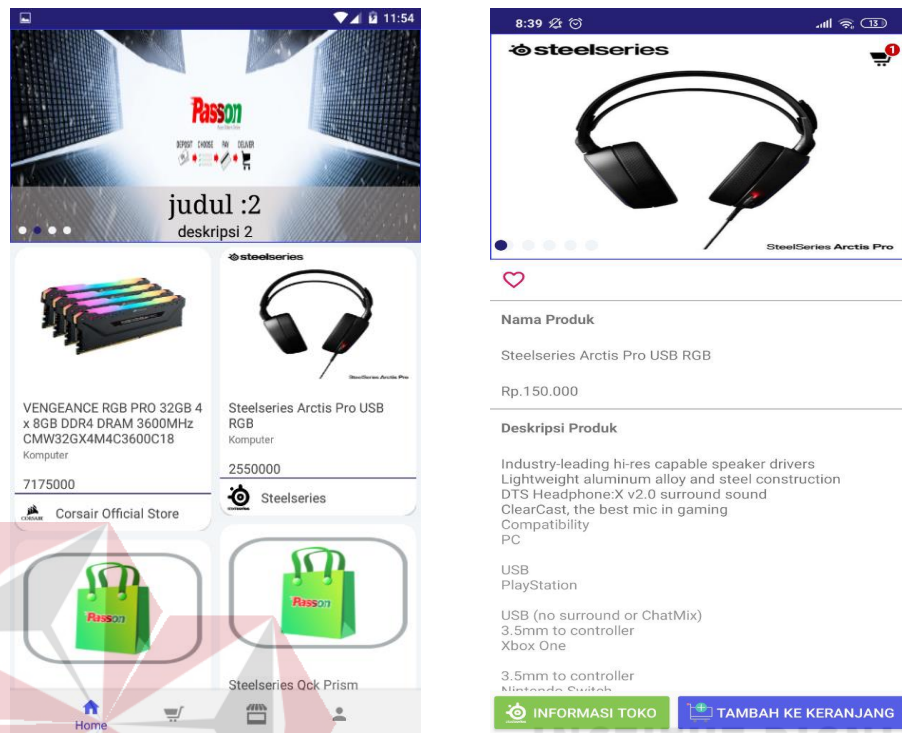 11:54
Passon
DEPOSIT CHOOSE PAY DELIVER
judul :2
deskripsi 2
VENGEANCE RGB PRO 32GB 4
x 8GB DDR4 DRAM 3600MHz
CMW32GX4M4C3600C18
Komputer
7175000
CORSAIR
Corsair Official Store
steelseries
SteelSeries Arctis Pro
Steelseries Arctis Pro USB
RGB
Komputer
2550000
Steelseries
Passon
Passon
Steelseries Qck Prism
Home
8:39
13
steelseries
1
SteelSeries Arctis Pro
Nama Produk
Steelseries Arctis Pro USB RGB
Rp.150.000
Deskripsi Produk
Industry-leading hi-res capable speaker drivers
Lightweight aluminum alloy and steel construction
DTS Headphone:X v2.0 surround sound
ClearCast, the best mic in gaming
Compatibility
PC
USB
PlayStation
USB (no surround or ChatMix)
3.5mm to controller
Xbox One
3.5mm to controller
Nintendo Switch
INFORMASI TOKO
TAMBAH KE KERANJANG